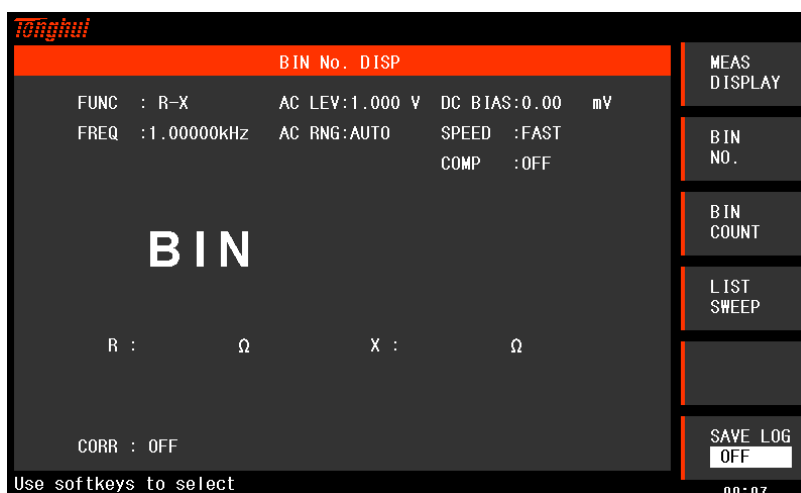 Tonghui
BIN No. DISP
FUNC : R-X AC LEV:1.000 V DC BIAS:0.00 mV
FREQ :1.00000kHz AC RNG:AUTO SPEED :FAST
COMP :OFF
BIN
R : Ω X : Ω
CORR : OFF
Use softkeys to select
MEAS
DISPLAY
BIN
NO.
BIN
COUNT
LIST
SWEEP
SAVE LOG
OFF